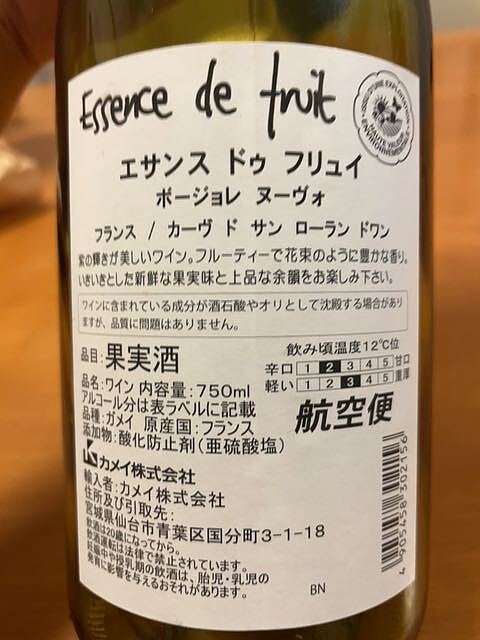 Essence de fruit
エサンス ドゥ フリュイ
ボージョレ ヌーヴォ
フランス / カーヴ ド サン ローラン ドワン
紫の輝きが美しいワイン。フルーティーで花束のように豊かな香り。
いきいきとした新鮮な果実味と上品な余韻をお楽しみ下さい。
ワインに含まれている成分が酒石酸やオリとして沈殿する場合があり
ますが、品質に問題はありません。
品目:果実酒
飲み頃温度12℃位
辛口 1 2 3 4 5 甘口
軽い 1 2 3 4 5 重厚
品名:ワイン 内容量:750ml
アルコール分は表ラベルに記載
品種:ガメイ 原産国:フランス
添加物:酸化防止剤(亜硫酸塩)
航空便
カメイ株式会社
輸入者:カメイ株式会社
住所及び引取先:
宮城県仙台市青葉区国分町3-1-18
飲酒は20歳になってから。
飲酒運転は法律で禁止されています。
妊娠中や授乳期の飲酒は、胎児・乳児の
発育に影響を与えるおそれがあります。
BN
4 905458 302156
HAUTE VALEUR
ENVIRONNEMENTALE